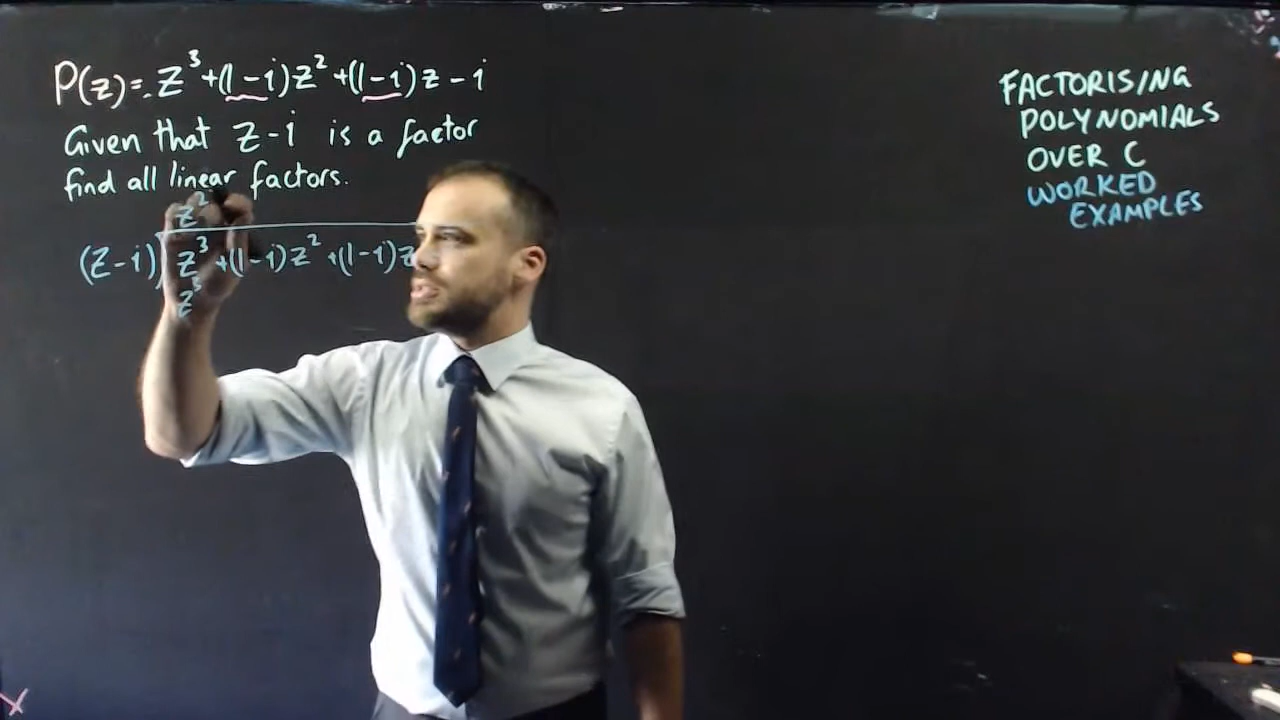 P(z) = z³ + (1-i)z² + (1-i)z - i
Given that z-i is a factor
find all linear factors.
z²
(z-i) z³ + (1-i)z² + (1-i)z
z³
FACTORISING
POLYNOMIALS
OVER C
WORKED
EXAMPLES